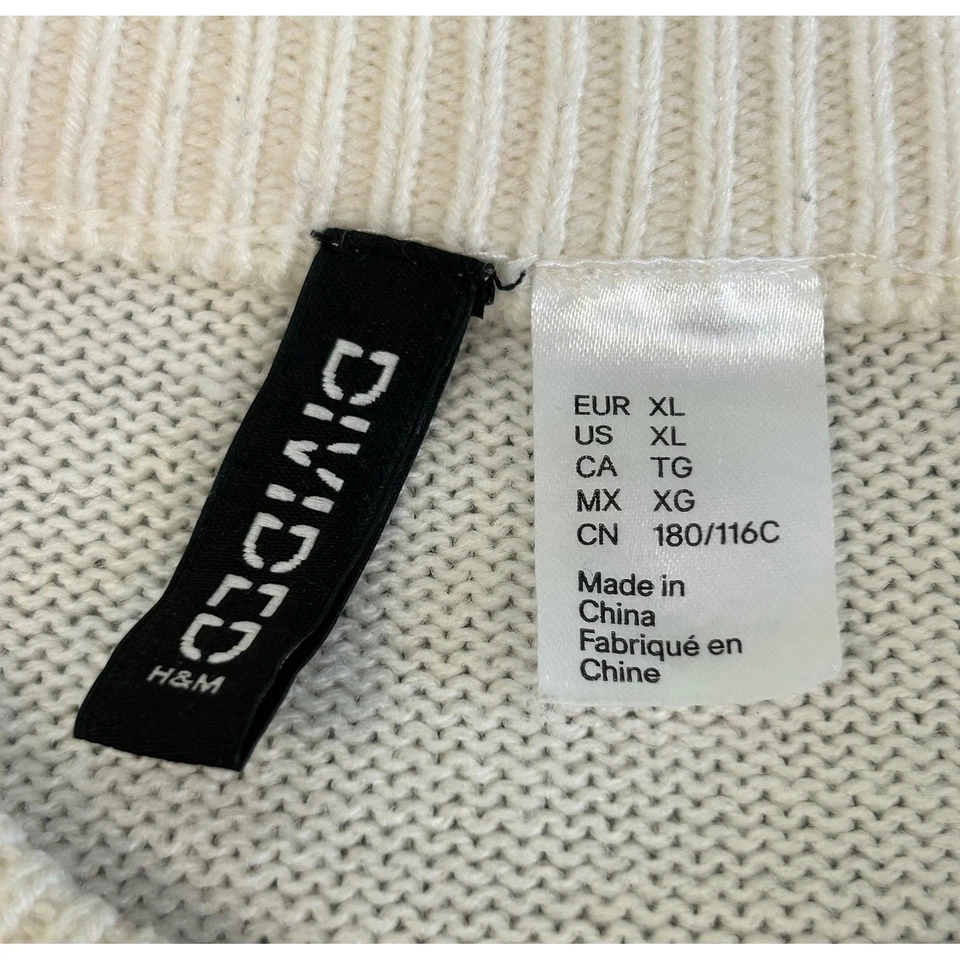 DIVIDED
H&M
EUR XL
US XL
CA TG
MX XG
CN 180/116C
Made in
China
Fabriqué en
Chine